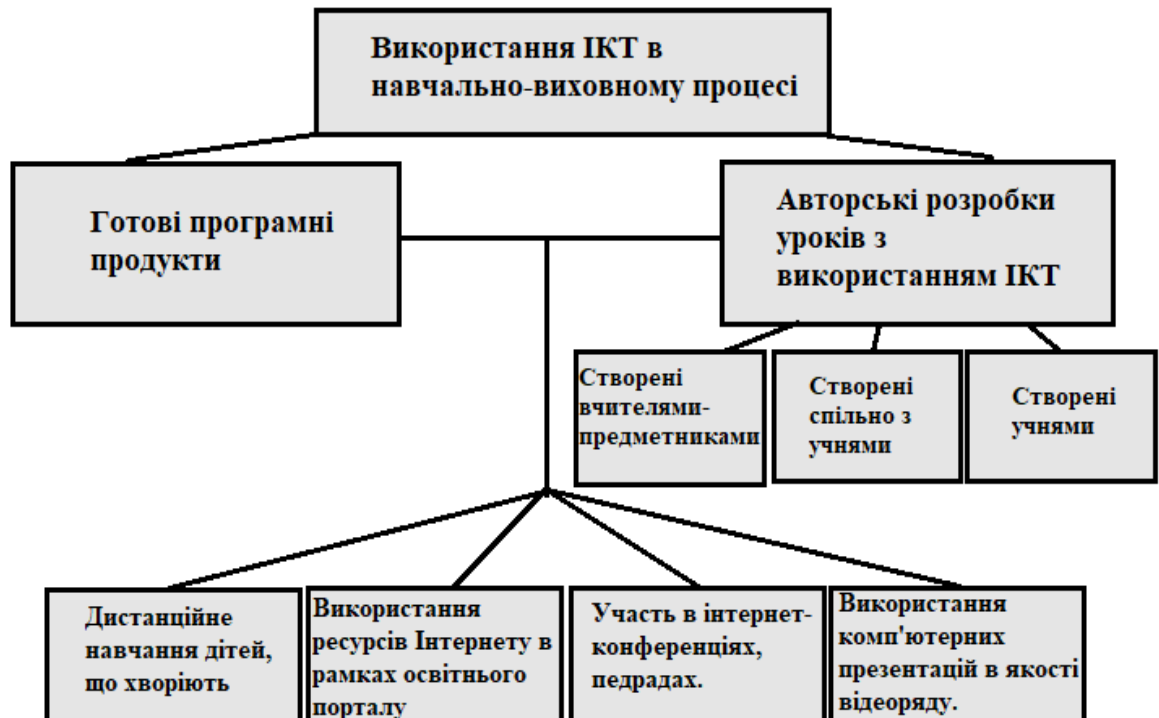 Використання ІКТ в
навчально-виховному процесі
Готові програмні
продукти
Авторські розробки
уроків з
використанням ІКТ
Створені
вчителями-
предметниками
Створені
спільно з
учнями
Створені
учнями
Дистанційне
навчання дітей,
що хворіють
Використання
ресурсів Інтернету в
рамках освітнього
порталу
Участь в інтернет-
конференціях,
педрадах.
Використання
комп'ютерних
презентацій в якості
відеоряду.